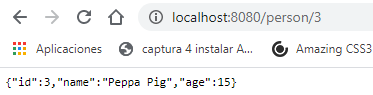 localhost:8080/person/3
Aplicaciones captura 4 instalar A... Amazing CSS3
{"id":3,"name":"Peppa Pig","age":15}